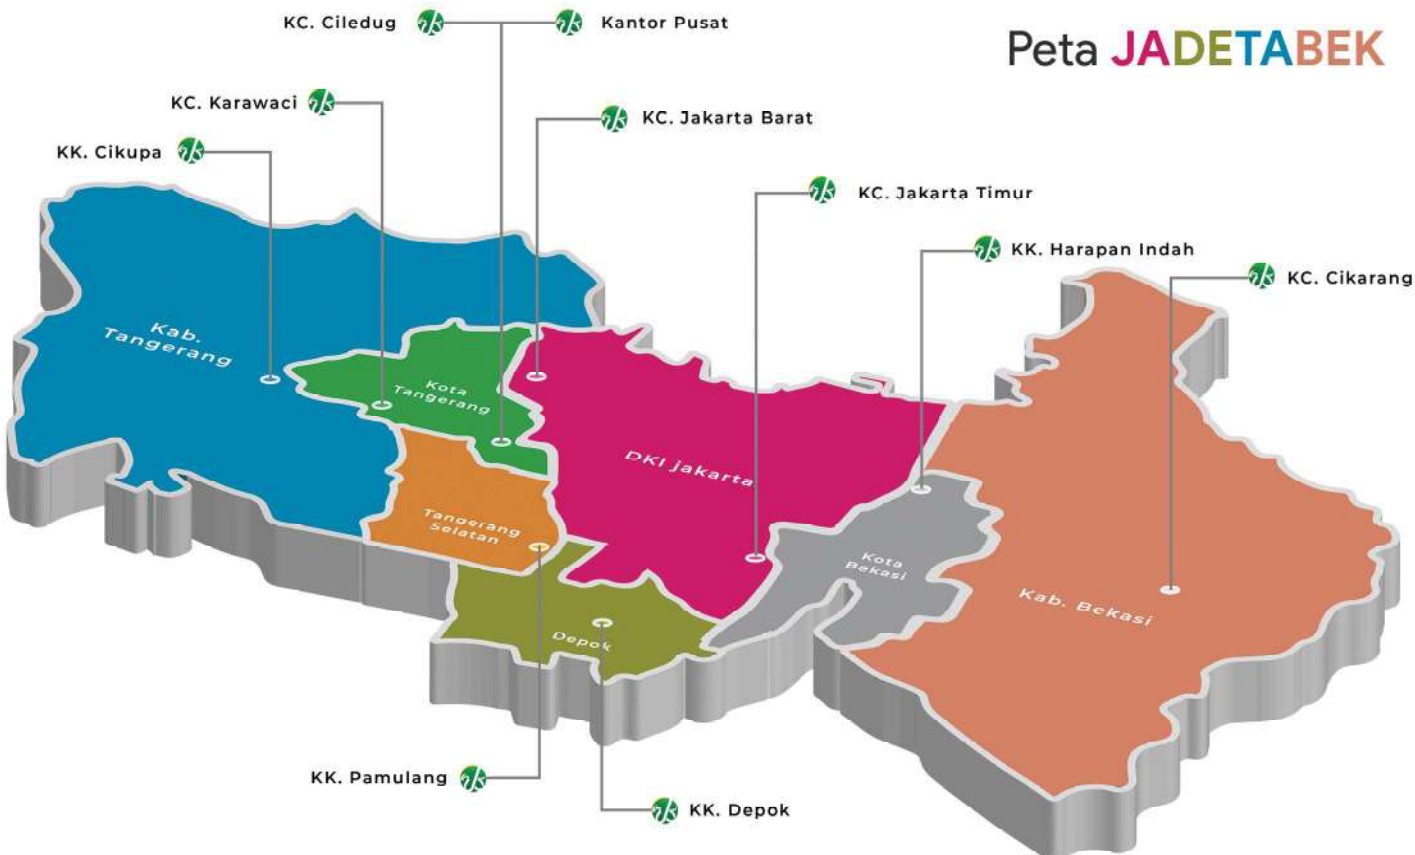 KC. Ciledug
Kantor Pusat
Peta JADETABEK
KC. Karawaci
KC. Jakarta Barat
KK. Cikupa
KC. Jakarta Timur
KK. Harapan Indah
KC. Cikarang
Kab.
Tangerang
Kota
Tangerang
DKI jakarta
Tangerang
Selatan
Kota
Bekasi
Kab. Bekasi
Depok
KK. Pamulang
KK. Depok